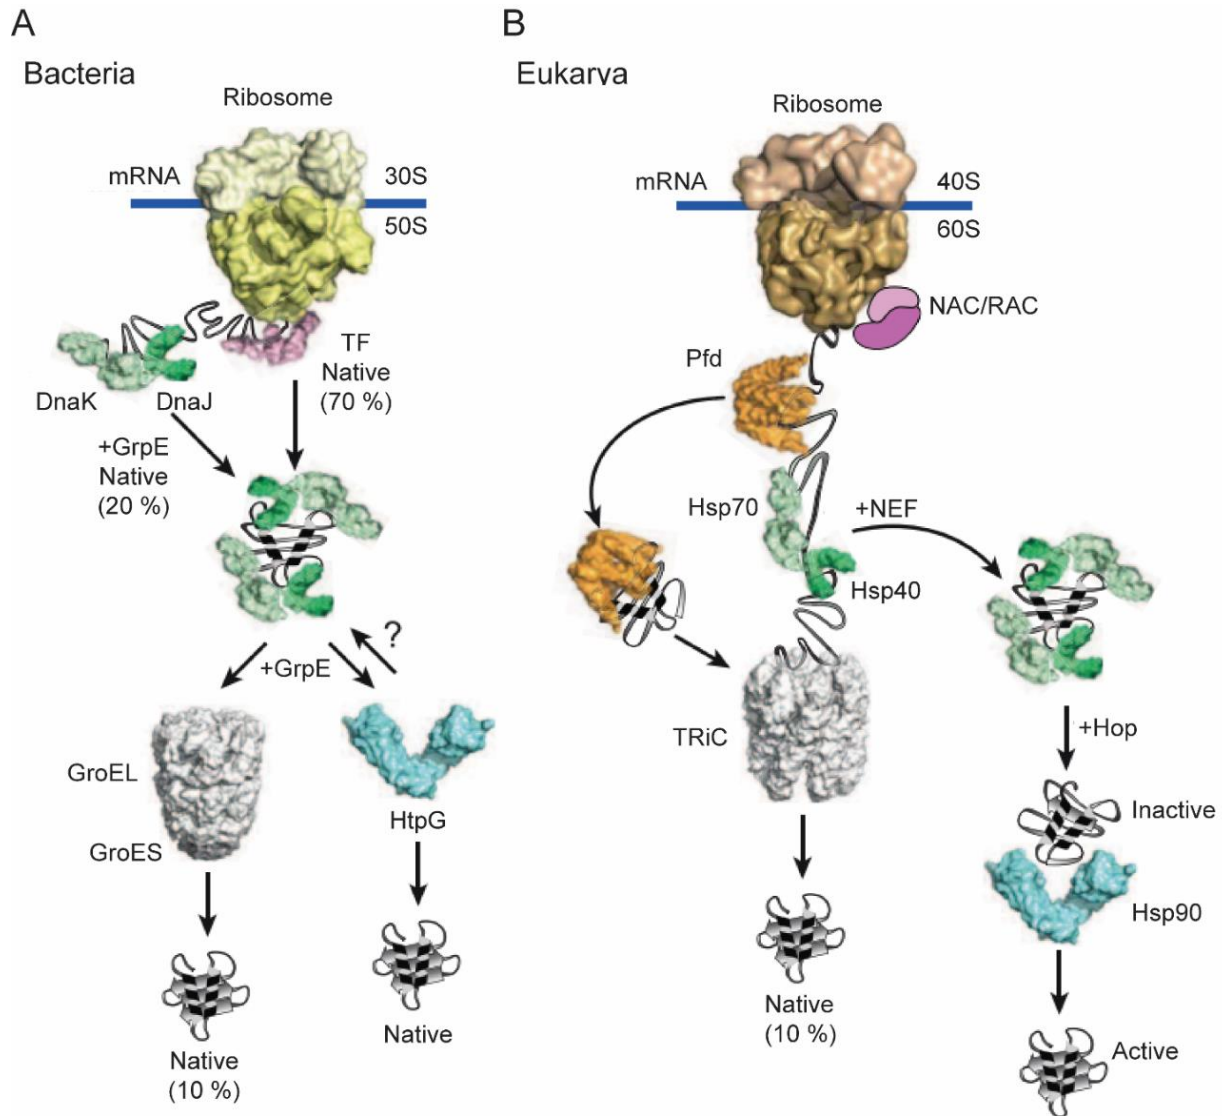 A
Bacteria
Ribosome
mRNA
30S
50S
TF
Native
(70 %)
DnaK
DnaJ
+GrpE
Native
(20 %)
?
+GrpE
GroEL
GroES
HtpG
Native
(10 %)
Native
B
Eukarya
Ribosome
mRNA
40S
60S
NAC/RAC
Pfd
Hsp70
+NEF
Hsp40
TRiC
+Hop
Inactive
Hsp90
Native
(10 %)
Active